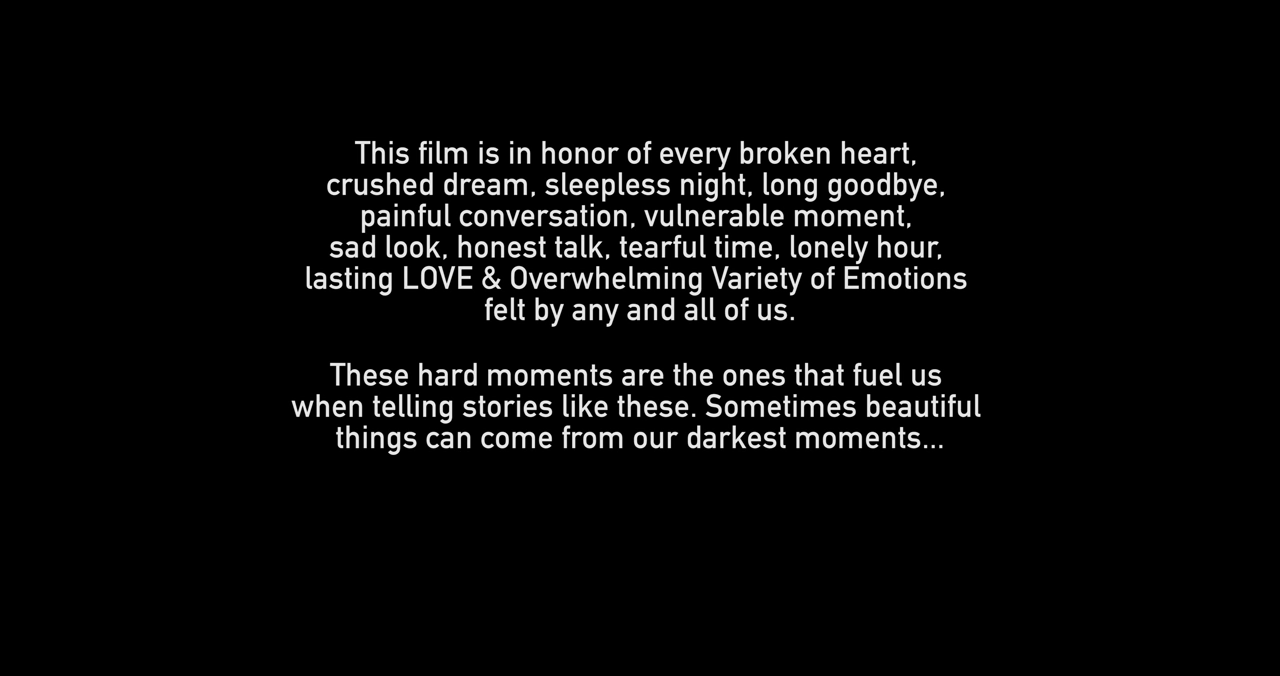 This film is in honor of every broken heart,
crushed dream, sleepless night, long goodbye,
painful conversation, vulnerable moment,
sad look, honest talk, tearful time, lonely hour,
lasting LOVE & Overwhelming Variety of Emotions
felt by any and all of us.
These hard moments are the ones that fuel us
when telling stories like these. Sometimes beautiful
things can come from our darkest moments...